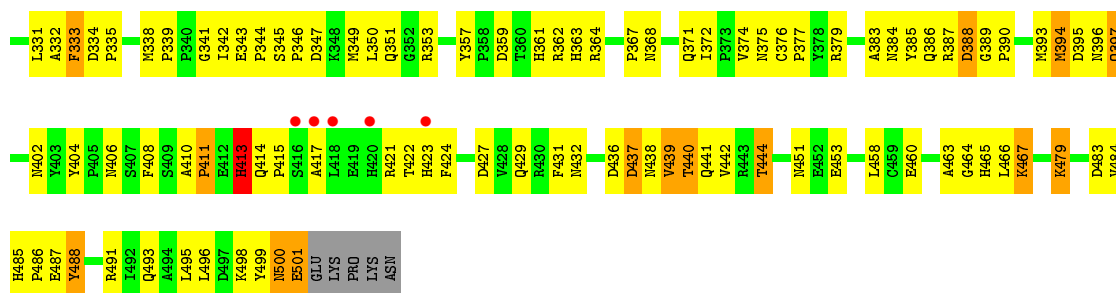 L331 A332 F333 D334 P335 M338 P339 P340 G341 I342 E343 P344 S345 P346 D347 K348 M349 L350 Q351 G352 R353 Y357 P358 D359 T360 H361 R362 H363 R364 P367 N368 Q371 I372 P373 V374 N375 C376 P377 Y378 R379 A383 N384 Y385 Q386 R387 D388 G389 P390 M393 M394 D395 N396
N402 Y403 Y404 P405 N406 S407 F408 S409 A410 P411 E412 H413 Q414 P415 S416 A417 L418 E419 H420 R421 T422 H423 F424 D427 V428 Q429 R430 F431 N432 D436 D437 N438 V439 T440 Q441 V442 R443 T444 N451 E452 E453 L458 C459 E460 A463 G464 H465 L466 K467 K479 D483
H485 P486 E487 Y488 R491 I492 Q493 A494 L495 L496 D497 K498 Y499 N500 E501 GLU LYS PRO LYS ASN